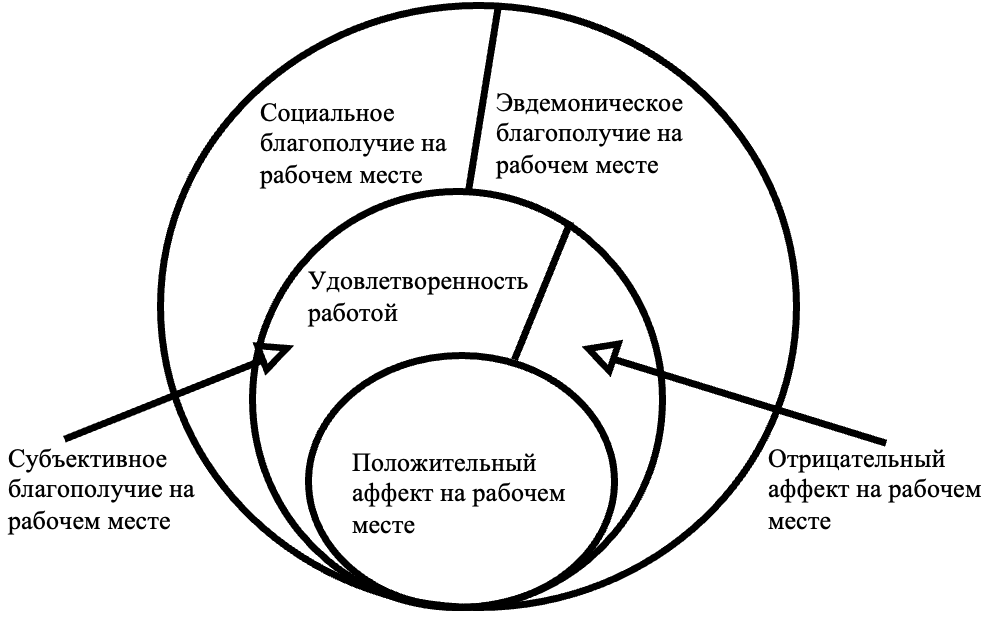 Социальное
благополучие на
рабочем месте
Эвдемоническое
благополучие на
рабочем месте
Удовлетворенность
работой
Субъективное
благополучие на
рабочем месте
Положительный
аффект на рабочем
месте
Отрицательный
аффект на рабочем
месте